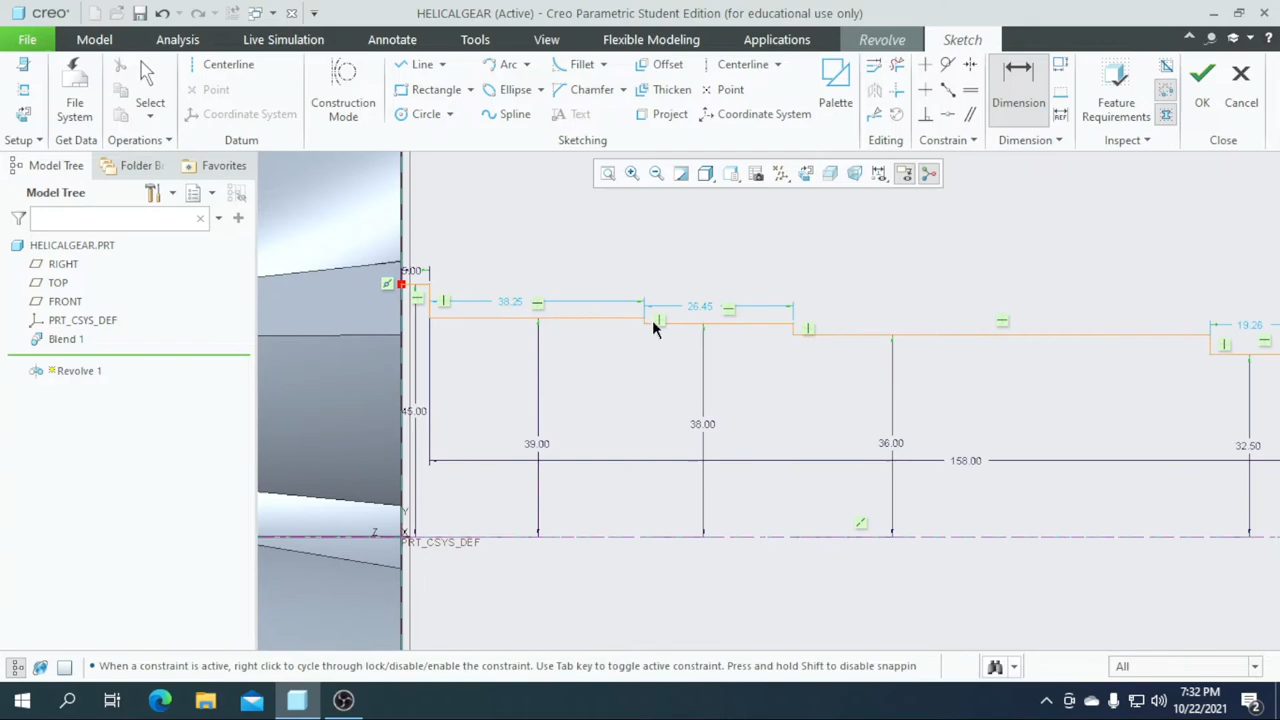 creo°
HELICALGEAR (Active) - Creo Parametric Student Edition (for educational use only)
File Model Analysis Live Simulation Annotate Tools View Flexible Modeling Applications Revolve Sketch
Centerline Line Arc Fillet Offset Centerline
Point Rectangle Ellipse Chamfer Thicken Point
Coordinate System Circle Spline Text Project Coordinate System
File System Select Construction Mode Palette Dimension REF Feature Requirements OK Cancel
Setup Get Data Operations Datum Sketching Editing Constrain Dimension Inspect Close
Model Tree Folder Br Favorites
Model Tree
HELICALGEAR.PRT
RIGHT
TOP
FRONT
PRT_CSYS_DEF
Blend 1
Revolve 1
5.00
38.25
26.45
19.26
45.00
39.00
38.00
36.00
32.50
158.00
Y
Z X
PRT_CSYS_DEF
When a constraint is active, right click to cycle through lock/disable/enable the constraint. Use Tab key to toggle active constraint. Press and hold Shift to disable snappin
All
7:32 PM
10/22/2021
2